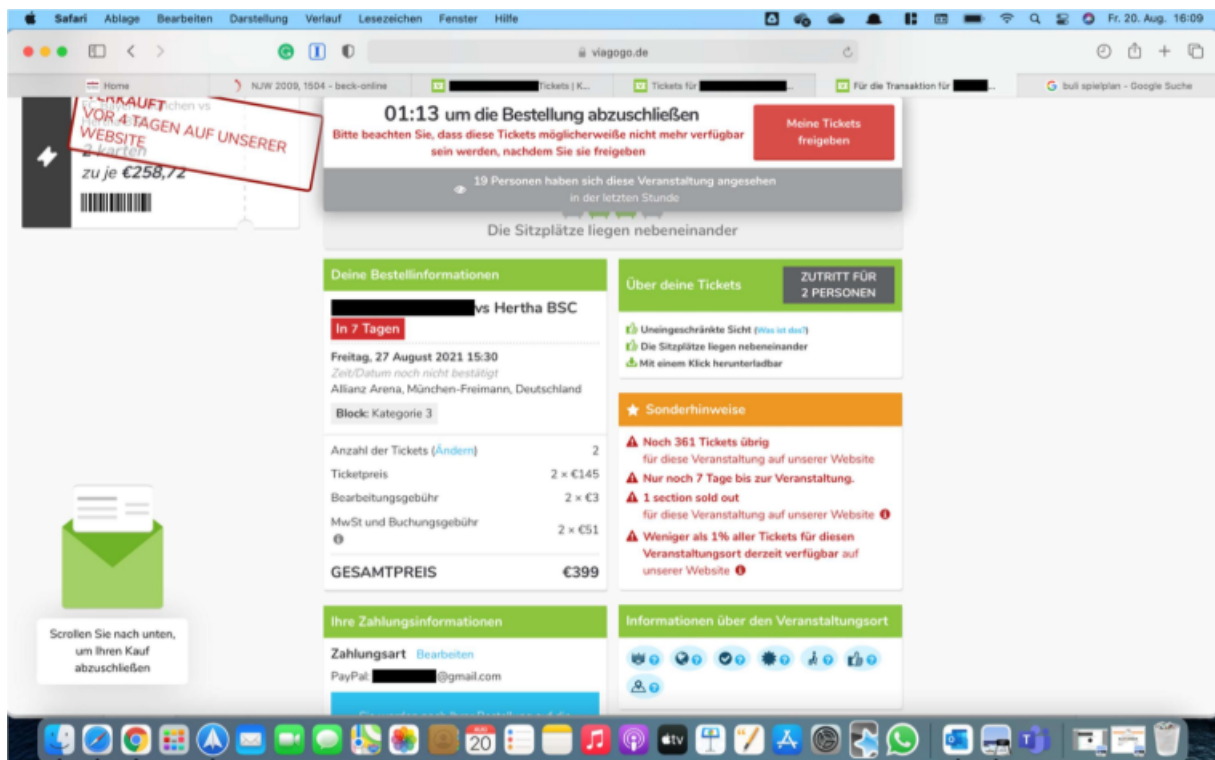 Safari Ablage Bearbeiten Darstellung Verlauf Lesezeichen Fenster Hilfe
Fr. 20. Aug. 16:09
viagogo.de
Home
NJW 2009, 1504 - beck-online
Tickets | K...
Tickets für
...
Für die Transaktion für
...
buli spielplan - Google Suche
VERKAUFT
VOR 4 TAGEN AUF UNSERER
WEBSITE
chen vs
2 karten
zu je €258,72
01:13 um die Bestellung abzuschließen
Bitte beachten Sie, dass diese Tickets möglicherweiße nicht mehr verfügbar
sein werden, nachdem Sie sie freigeben
Meine Tickets
freigeben
19 Personen haben sich diese Veranstaltung angesehen
in der letzten Stunde
Die Sitzplätze liegen nebeneinander
Deine Bestellinformationen
vs Hertha BSC
In 7 Tagen
Freitag, 27 August 2021 15:30
Zeit/Datum noch nicht bestätigt
Allianz Arena, München-Freimann, Deutschland
Block: Kategorie 3
Anzahl der Tickets (Ändern) 2
Ticketpreis 2 × €145
Bearbeitungsgebühr 2 × €3
MwSt und Buchungsgebühr 2 × €51
GESAMTPREIS €399
Ihre Zahlungsinformationen
Zahlungsart Bearbeiten
PayPal: @gmail.com
Über deine Tickets
ZUTRITT FÜR
2 PERSONEN
Uneingeschränkte Sicht (Was ist das?)
Die Sitzplätze liegen nebeneinander
Mit einem Klick herunterladbar
Sonderhinweise
Noch 361 Tickets übrig
für diese Veranstaltung auf unserer Website
Nur noch 7 Tage bis zur Veranstaltung.
1 section sold out
für diese Veranstaltung auf unserer Website
Weniger als 1% aller Tickets für diesen
Veranstaltungsort derzeit verfügbar auf
unserer Website
Informationen über den Veranstaltungsort
Scrollen Sie nach unten,
um Ihren Kauf
abzuschließen
AUG
20
tv